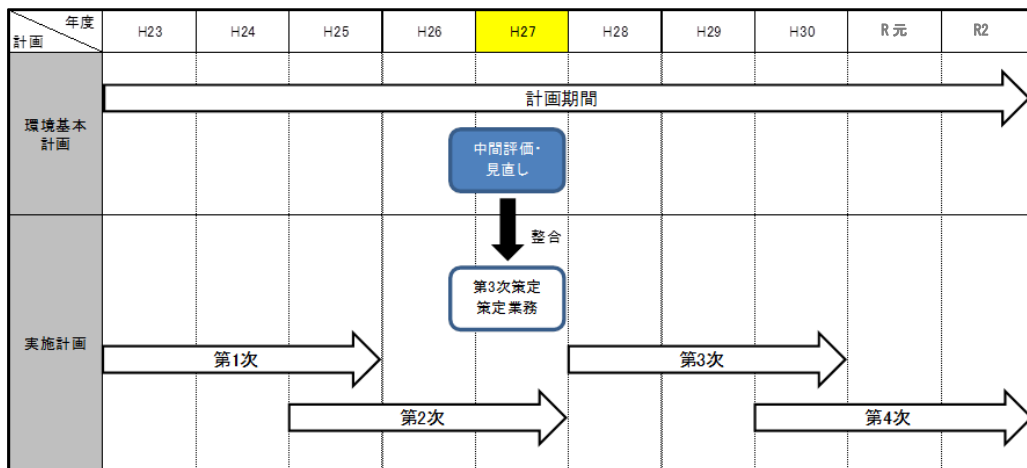 年度
計画
H23
H24
H25
H26
H27
H28
H29
H30
R元
R2
環境基本
計画
計画期間
中間評価・
見直し
整合
第3次策定
策定業務
実施計画
第1次
第3次
第2次
第4次